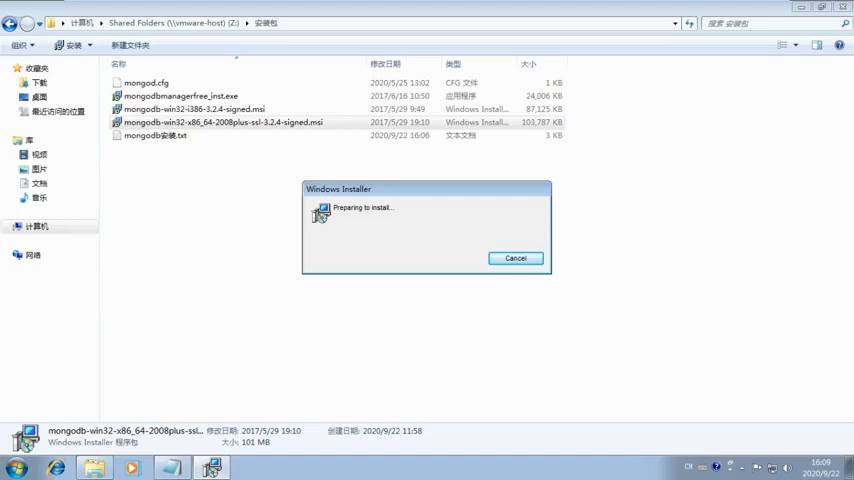 计算机 ▸ Shared Folders (\\vmware-host) (Z:) ▸ 安装包
搜索 安装包
组织 安装 新建文件夹
名称 修改日期 类型 大小
收藏夹
下载
桌面
最近访问的位置
库
视频
图片
文档
音乐
计算机
网络
mongod.cfg 2020/5/25 13:02 CFG 文件 1 KB
mongodbmanagerfree_inst.exe 2017/6/16 10:50 应用程序 24,006 KB
mongodb-win32-i386-3.2.4-signed.msi 2017/5/29 9:49 Windows Install... 87,125 KB
mongodb-win32-x86_64-2008plus-ssl-3.2.4-signed.msi 2017/5/29 19:10 Windows Install... 103,787 KB
mongodb安装.txt 2020/9/22 16:06 文本文档 3 KB
Windows Installer
Preparing to install...
Cancel
mongodb-win32-x86_64-2008plus-ssl... 修改日期: 2017/5/29 19:10 创建日期: 2020/9/22 11:58
Windows Installer 程序包 大小: 101 MB
CH
16:09
2020/9/22